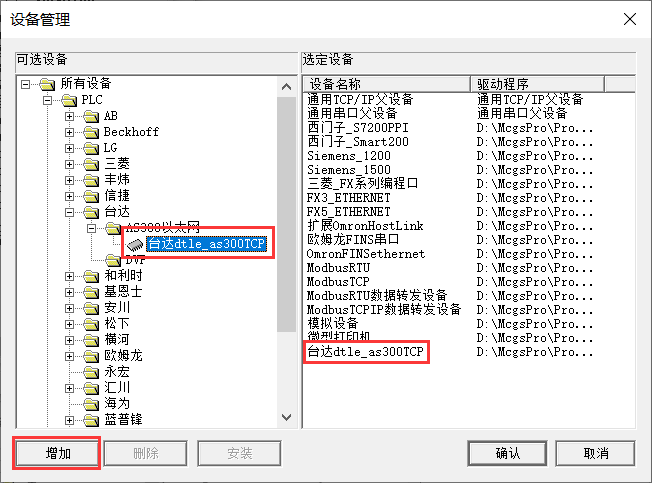 设备管理
可选设备
所有设备
PLC
AB
Beckhoff
LG
三菱
丰炜
信捷
台达
AS300以太网
台达dtle_as300TCP
DVP
和利时
基恩士
安川
松下
横河
欧姆龙
永宏
汇川
海为
蓝普锋
选定设备
设备名称 驱动程序
通用TCP/IP父设备 通用TCP/IP父设备
通用串口父设备 通用串口父设备
西门子_S7200PPI D:\McgsPro\Pro...
西门子_Smart200 D:\McgsPro\Pro...
Siemens_1200 D:\McgsPro\Pro...
Siemens_1500 D:\McgsPro\Pro...
三菱_FX系列编程口 D:\McgsPro\Pro...
FX3_ETHERNET D:\McgsPro\Pro...
FX5_ETHERNET D:\McgsPro\Pro...
扩展OmronHostLink D:\McgsPro\Pro...
欧姆龙FINS串口 D:\McgsPro\Pro...
OmronFINSethernet D:\McgsPro\Pro...
ModbusRTU D:\McgsPro\Pro...
ModbusTCP D:\McgsPro\Pro...
ModbusRTU数据转发设备 D:\McgsPro\Pro...
ModbusTCPIP数据转发设备 D:\McgsPro\Pro...
模拟设备 D:\McgsPro\Pro...
微型打印机 D:\McgsPro\Pro...
台达dtle_as300TCP D:\McgsPro\Pro...
增加 删除 安装 确认 取消